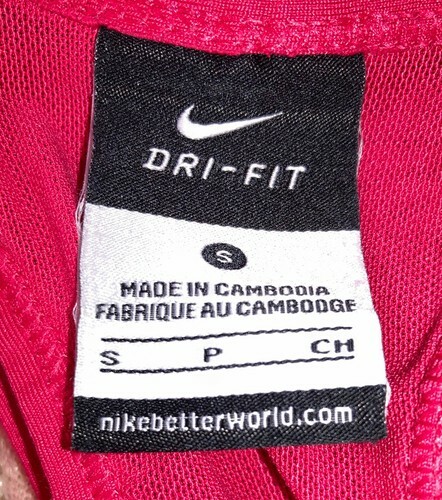 DRI-FIT
S
MADE IN CAMBODIA
FABRIQUE AU CAMBODGE
S P CH
nikebetterworld.com